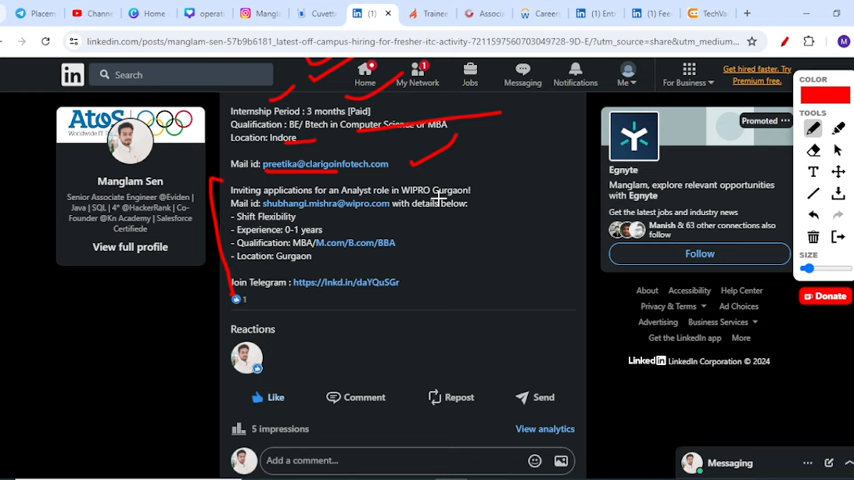 Placem
Chann
Home
operati
Mangl
Cuvett
(1)
Trainee
Associ
Career
(1) Ent
(1) Fee
TechVa
linkedin.com/posts/manglam-sen-57b9b6181_latest-off-campus-hiring-for-fresher-itc-activity-7211597560703049728-9D-E/?utm_source=share&utm_medium...
M
in
Search
Home
My Network
1
Jobs
Messaging
Notifications
Me
For Business
Get hired faster. Try
Premium free.
AtoS
Worldwide IT
Manglam Sen
Senior Associate Engineer @Eviden |
Java | SQL | 4* @HackerRank | Co-
Founder @Kn Academy | Salesforce
Certifiede
View full profile
Internship Period : 3 months [Paid]
Qualification : BE/ Btech in Computer Science or MBA
Location: Indore
Mail id: preetika@clarigoinfotech.com
Inviting applications for an Analyst role in WIPRO Gurgaon!
Mail id: shubhangi.mishra@wipro.com with details below:
- Shift Flexibility
- Experience: 0-1 years
- Qualification: MBA/M.com/B.com/BBA
- Location: Gurgaon
Join Telegram : https://lnkd.in/daYQuSGr
1
Reactions
Like
Comment
Repost
Send
5 impressions
View analytics
Add a comment...
Promoted
Egnyte
Manglam, explore relevant opportunities
with Egnyte
Get the latest jobs and industry news
Manish & 63 other connections also
follow
Follow
About Accessibility Help Center
Privacy & Terms Ad Choices
Advertising Business Services
Get the LinkedIn app More
LinkedIn LinkedIn Corporation © 2024
Messaging
COLOR
TOOLS
T
SIZE
Donate